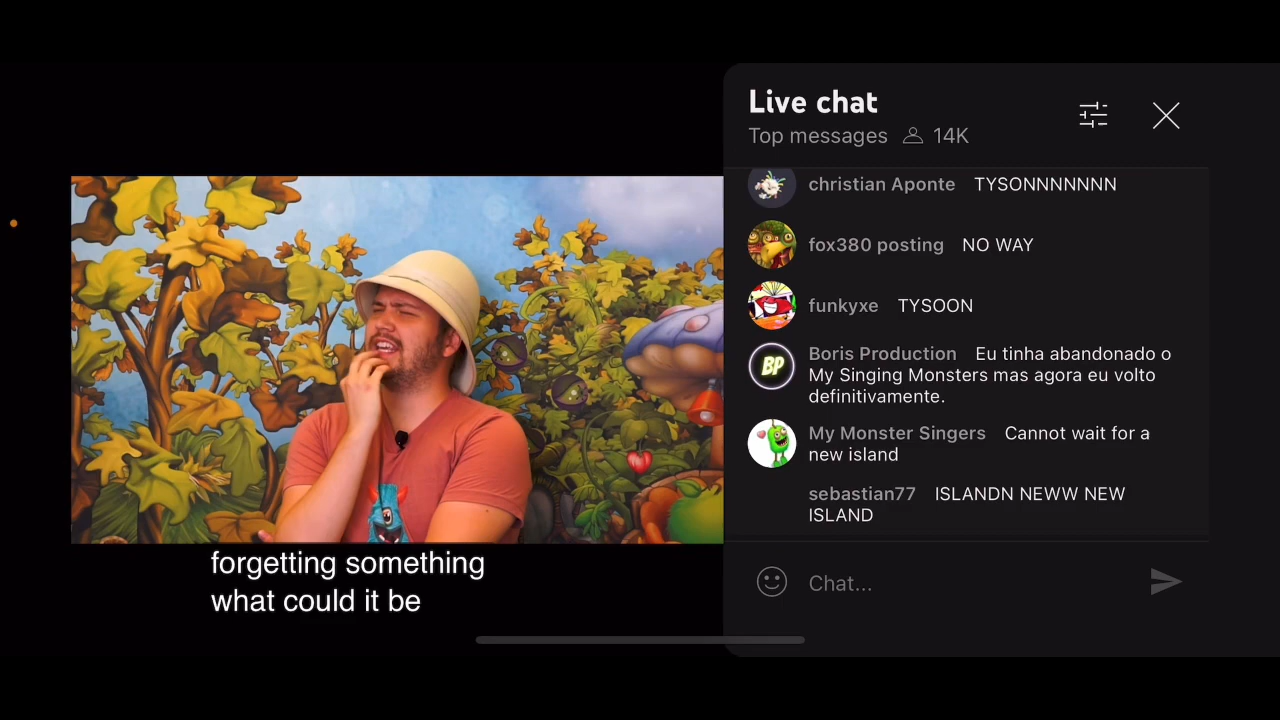 Live chat
Top messages 14K
christian Aponte TYSONNNNNNN
fox380 posting NO WAY
funkyxe TYSOON
BP
Boris Production Eu tinha abandonado o
My Singing Monsters mas agora eu volto
definitivamente.
My Monster Singers Cannot wait for a
new island
sebastian77 ISLANDN NEWW NEW
ISLAND
Chat...
forgetting something
what could it be